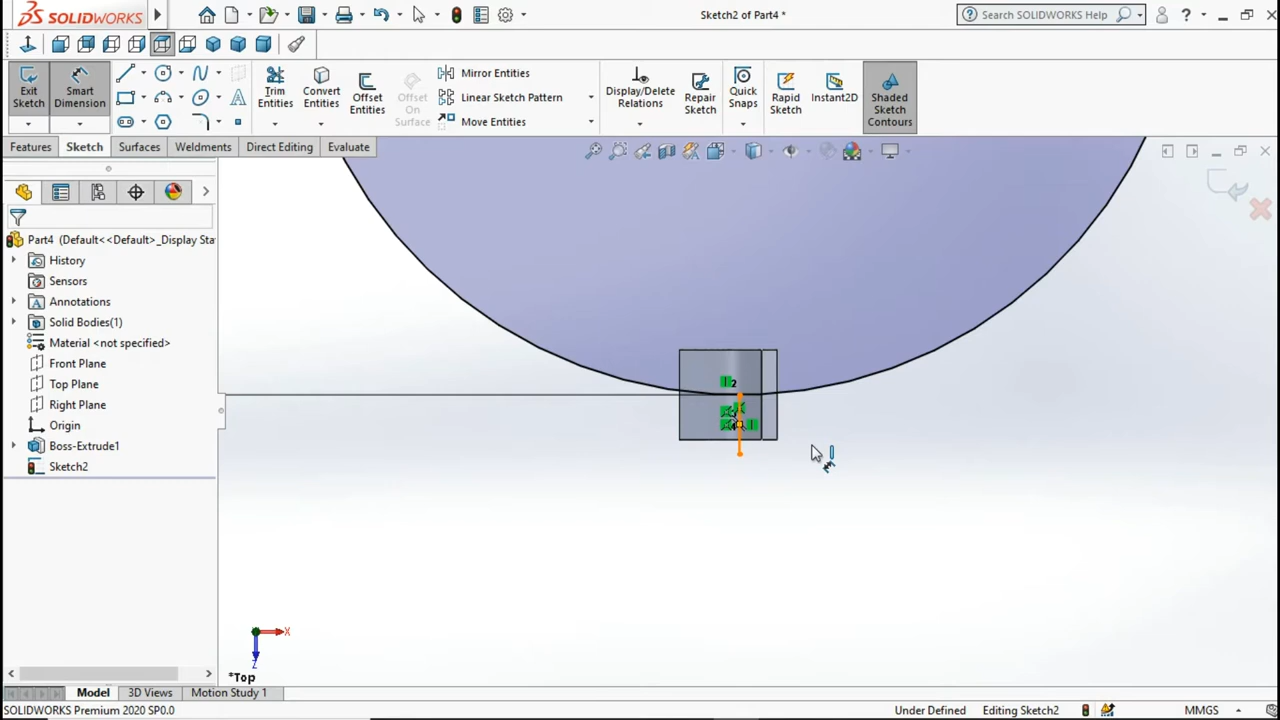 SOLIDWORKS
Sketch2 of Part4 *
Search SOLIDWORKS Help
?
Exit Sketch
Smart Dimension
Trim Entities
Convert Entities
Offset Entities
Offset On Surface
Mirror Entities
Linear Sketch Pattern
Move Entities
Display/Delete Relations
Repair Sketch
Quick Snaps
Rapid Sketch
Instant2D
Shaded Sketch Contours
Features
Sketch
Surfaces
Weldments
Direct Editing
Evaluate
Part4 (Default<<Default>_Display Sta
History
Sensors
Annotations
Solid Bodies(1)
Material <not specified>
Front Plane
Top Plane
Right Plane
Origin
Boss-Extrude1
Sketch2
2
X
Z
*Top
Model
3D Views
Motion Study 1
SOLIDWORKS Premium 2020 SP0.0
Under Defined
Editing Sketch2
MMGS